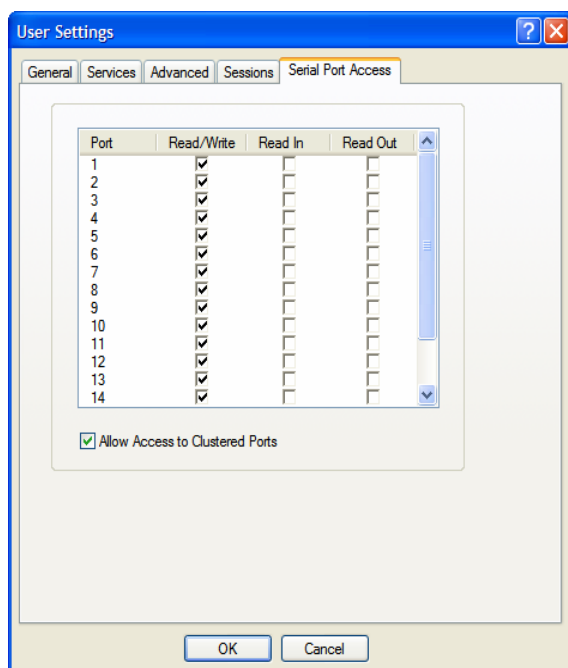 User Settings
General Services Advanced Sessions Serial Port Access
Port Read/Write Read In Read Out
1
2
3
4
5
6
7
8
9
10
11
12
13
14
Allow Access to Clustered Ports
OK Cancel